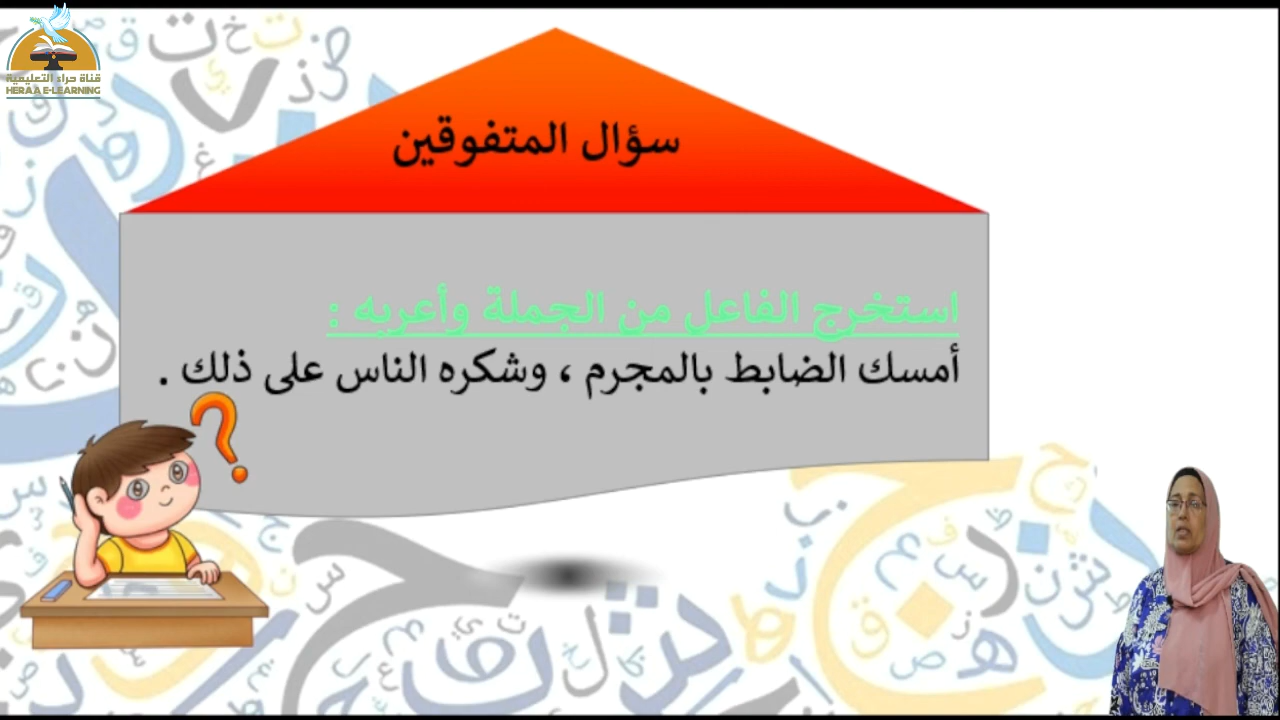 قناة حراء التعليمية
HERAA E-LEARNING
سؤال المتفوقين
استخرج الفاعل من الجملة وأعربه :
أمسك الضابط بالمجرم ، وشكره الناس على ذلك .